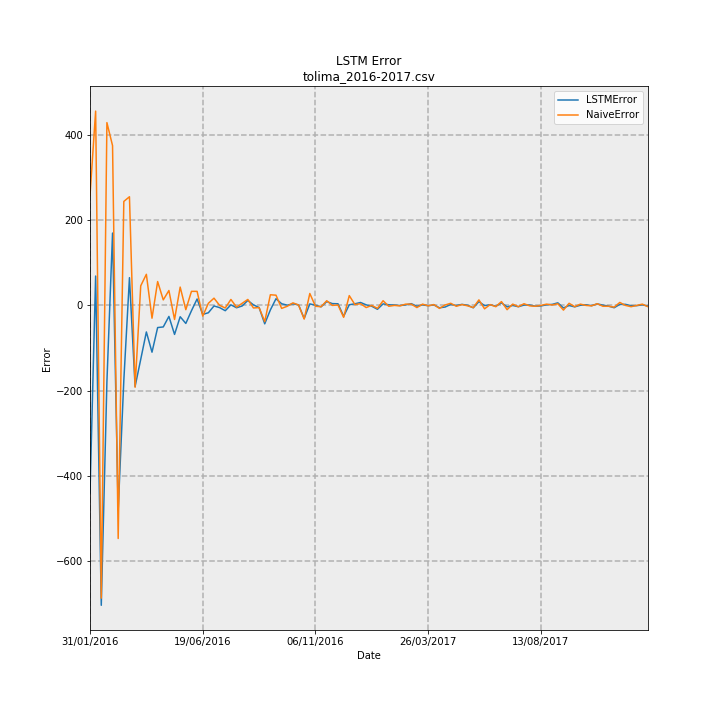 LSTM Error
tolima_2016-2017.csv
LSTMError
NaiveError
400
200
0
−200
−400
−600
Error
31/01/2016
19/06/2016
06/11/2016
26/03/2017
13/08/2017
Date